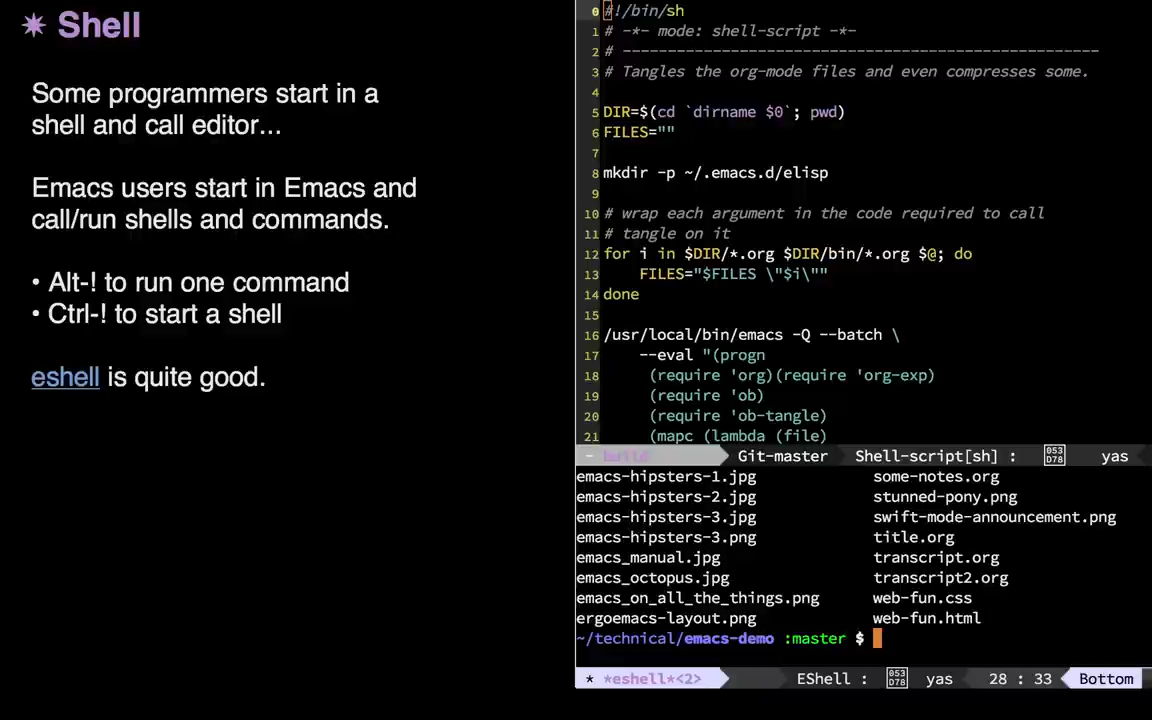 ✷ Shell
Some programmers start in a
shell and call editor...
Emacs users start in Emacs and
call/run shells and commands.
• Alt-! to run one command
• Ctrl-! to start a shell
eshell is quite good.
0 #!/bin/sh
1 # -*- mode: shell-script -*-
2 # -----------------------------------------------------
3 # Tangles the org-mode files and even compresses some.
4
5 DIR=$(cd `dirname $0`; pwd)
6 FILES=""
7
8 mkdir -p ~/.emacs.d/elisp
9
10 # wrap each argument in the code required to call
11 # tangle on it
12 for i in $DIR/*.org $DIR/bin/*.org $@; do
13     FILES="$FILES \"$i\""
14 done
15
16 /usr/local/bin/emacs -Q --batch \
17     --eval "(progn
18      (require 'org)(require 'org-exp)
19      (require 'ob)
20      (require 'ob-tangle)
21      (mapc (lambda (file)
- build Git-master Shell-script[sh] : 053 D78 yas
emacs-hipsters-1.jpg some-notes.org
emacs-hipsters-2.jpg stunned-pony.png
emacs-hipsters-3.jpg swift-mode-announcement.png
emacs-hipsters-3.png title.org
emacs_manual.jpg transcript.org
emacs_octopus.jpg transcript2.org
emacs_on_all_the_things.png web-fun.css
ergoemacs-layout.png web-fun.html
~/technical/emacs-demo :master $
* *eshell*<2> EShell : 053 D78 yas 28 : 33 Bottom